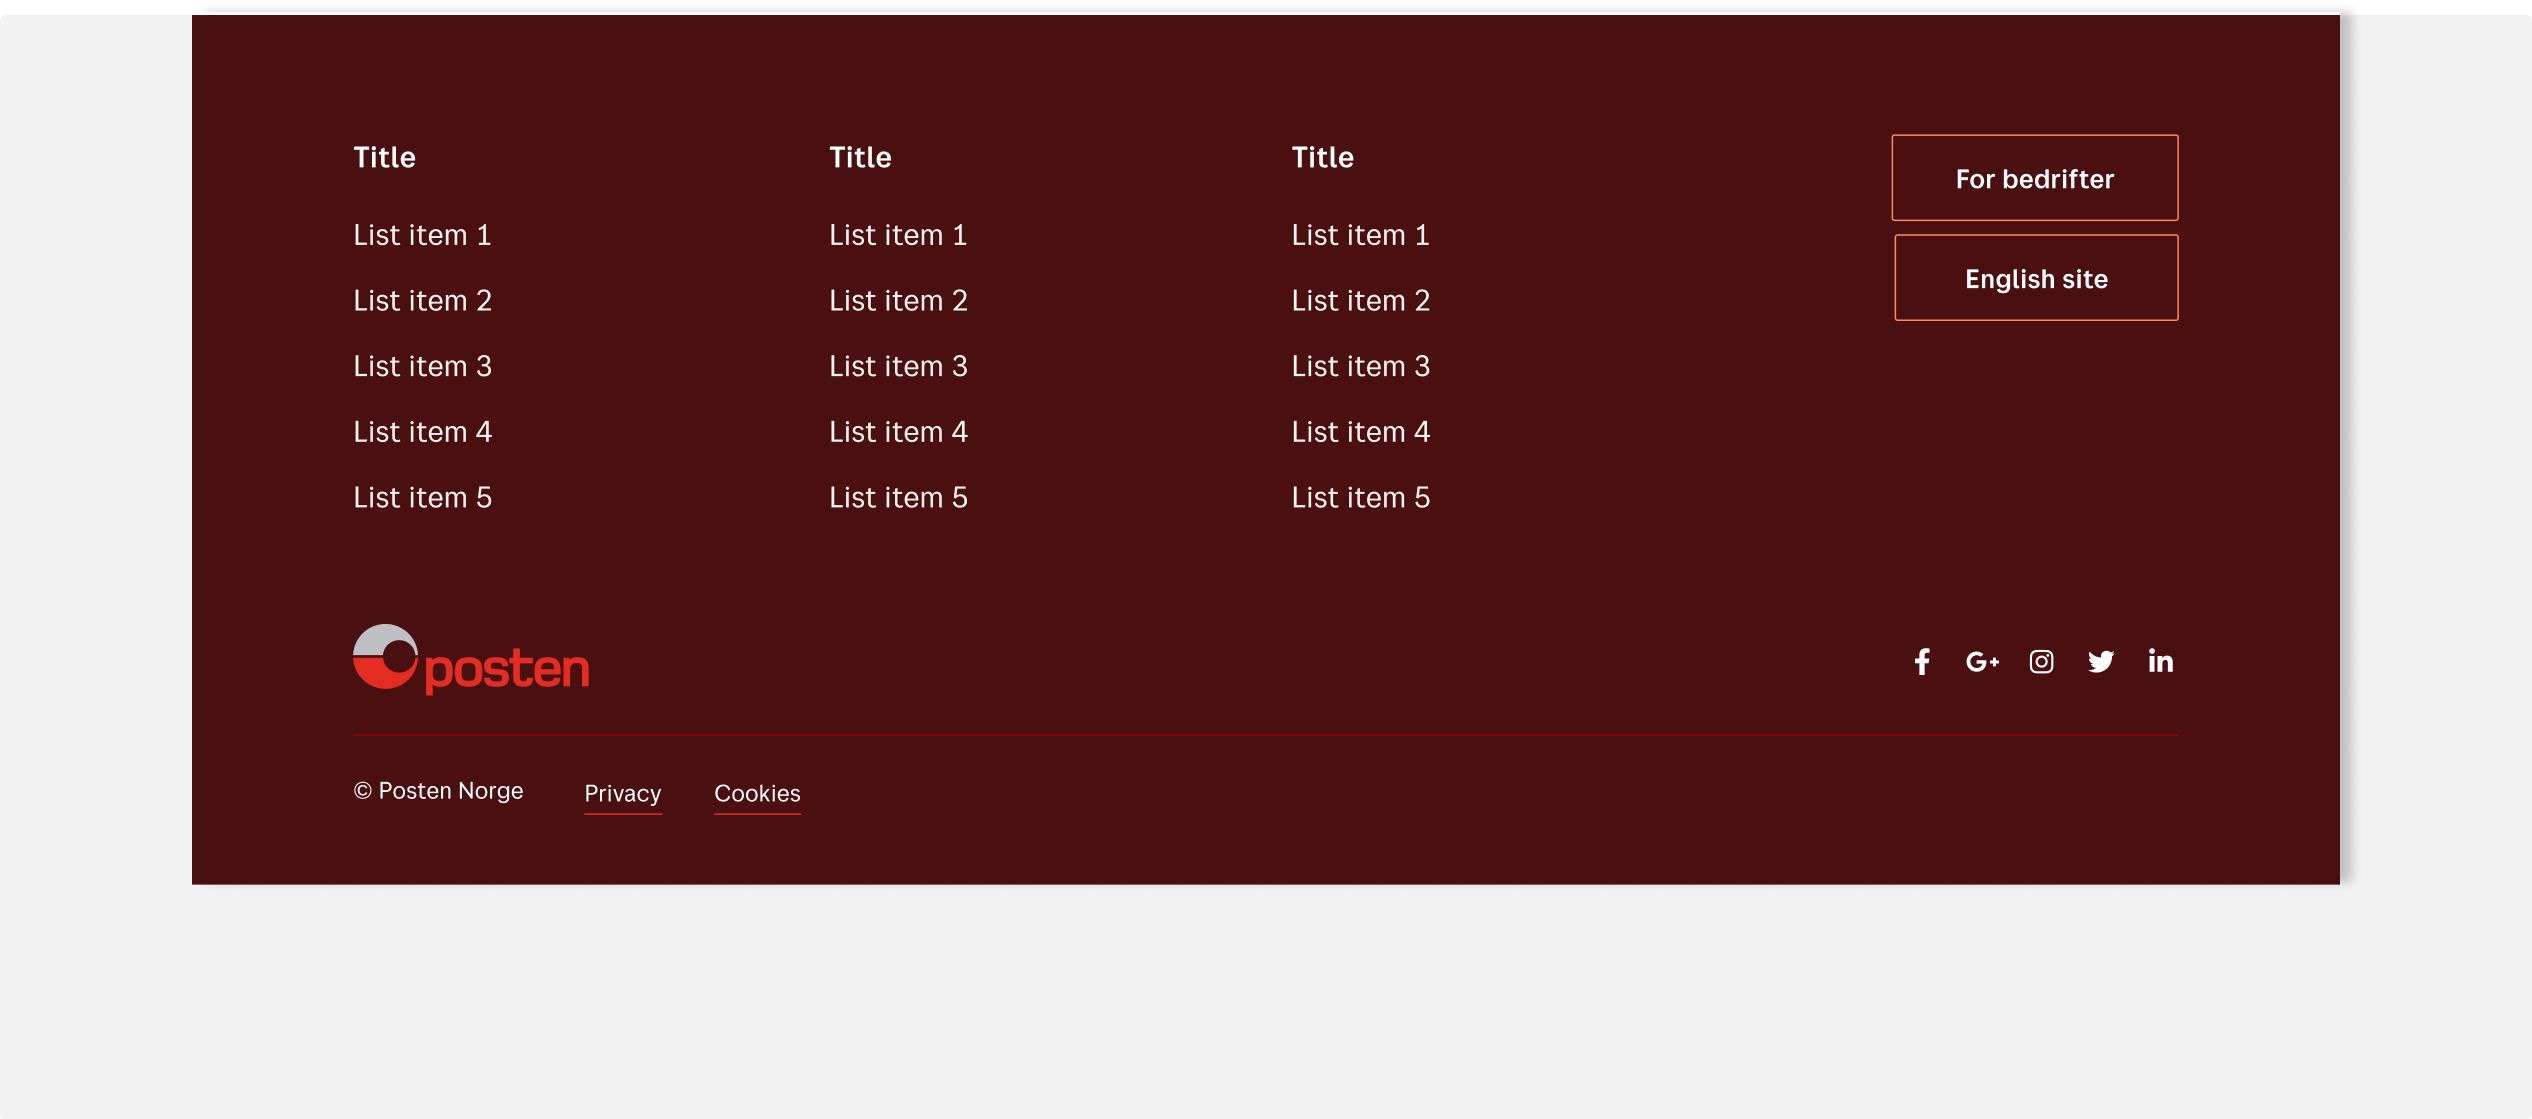 Title
List item 1
List item 2
List item 3
List item 4
List item 5
Title
List item 1
List item 2
List item 3
List item 4
List item 5
Title
List item 1
List item 2
List item 3
List item 4
List item 5
For bedrifter
English site
posten
© Posten Norge
Privacy
Cookies